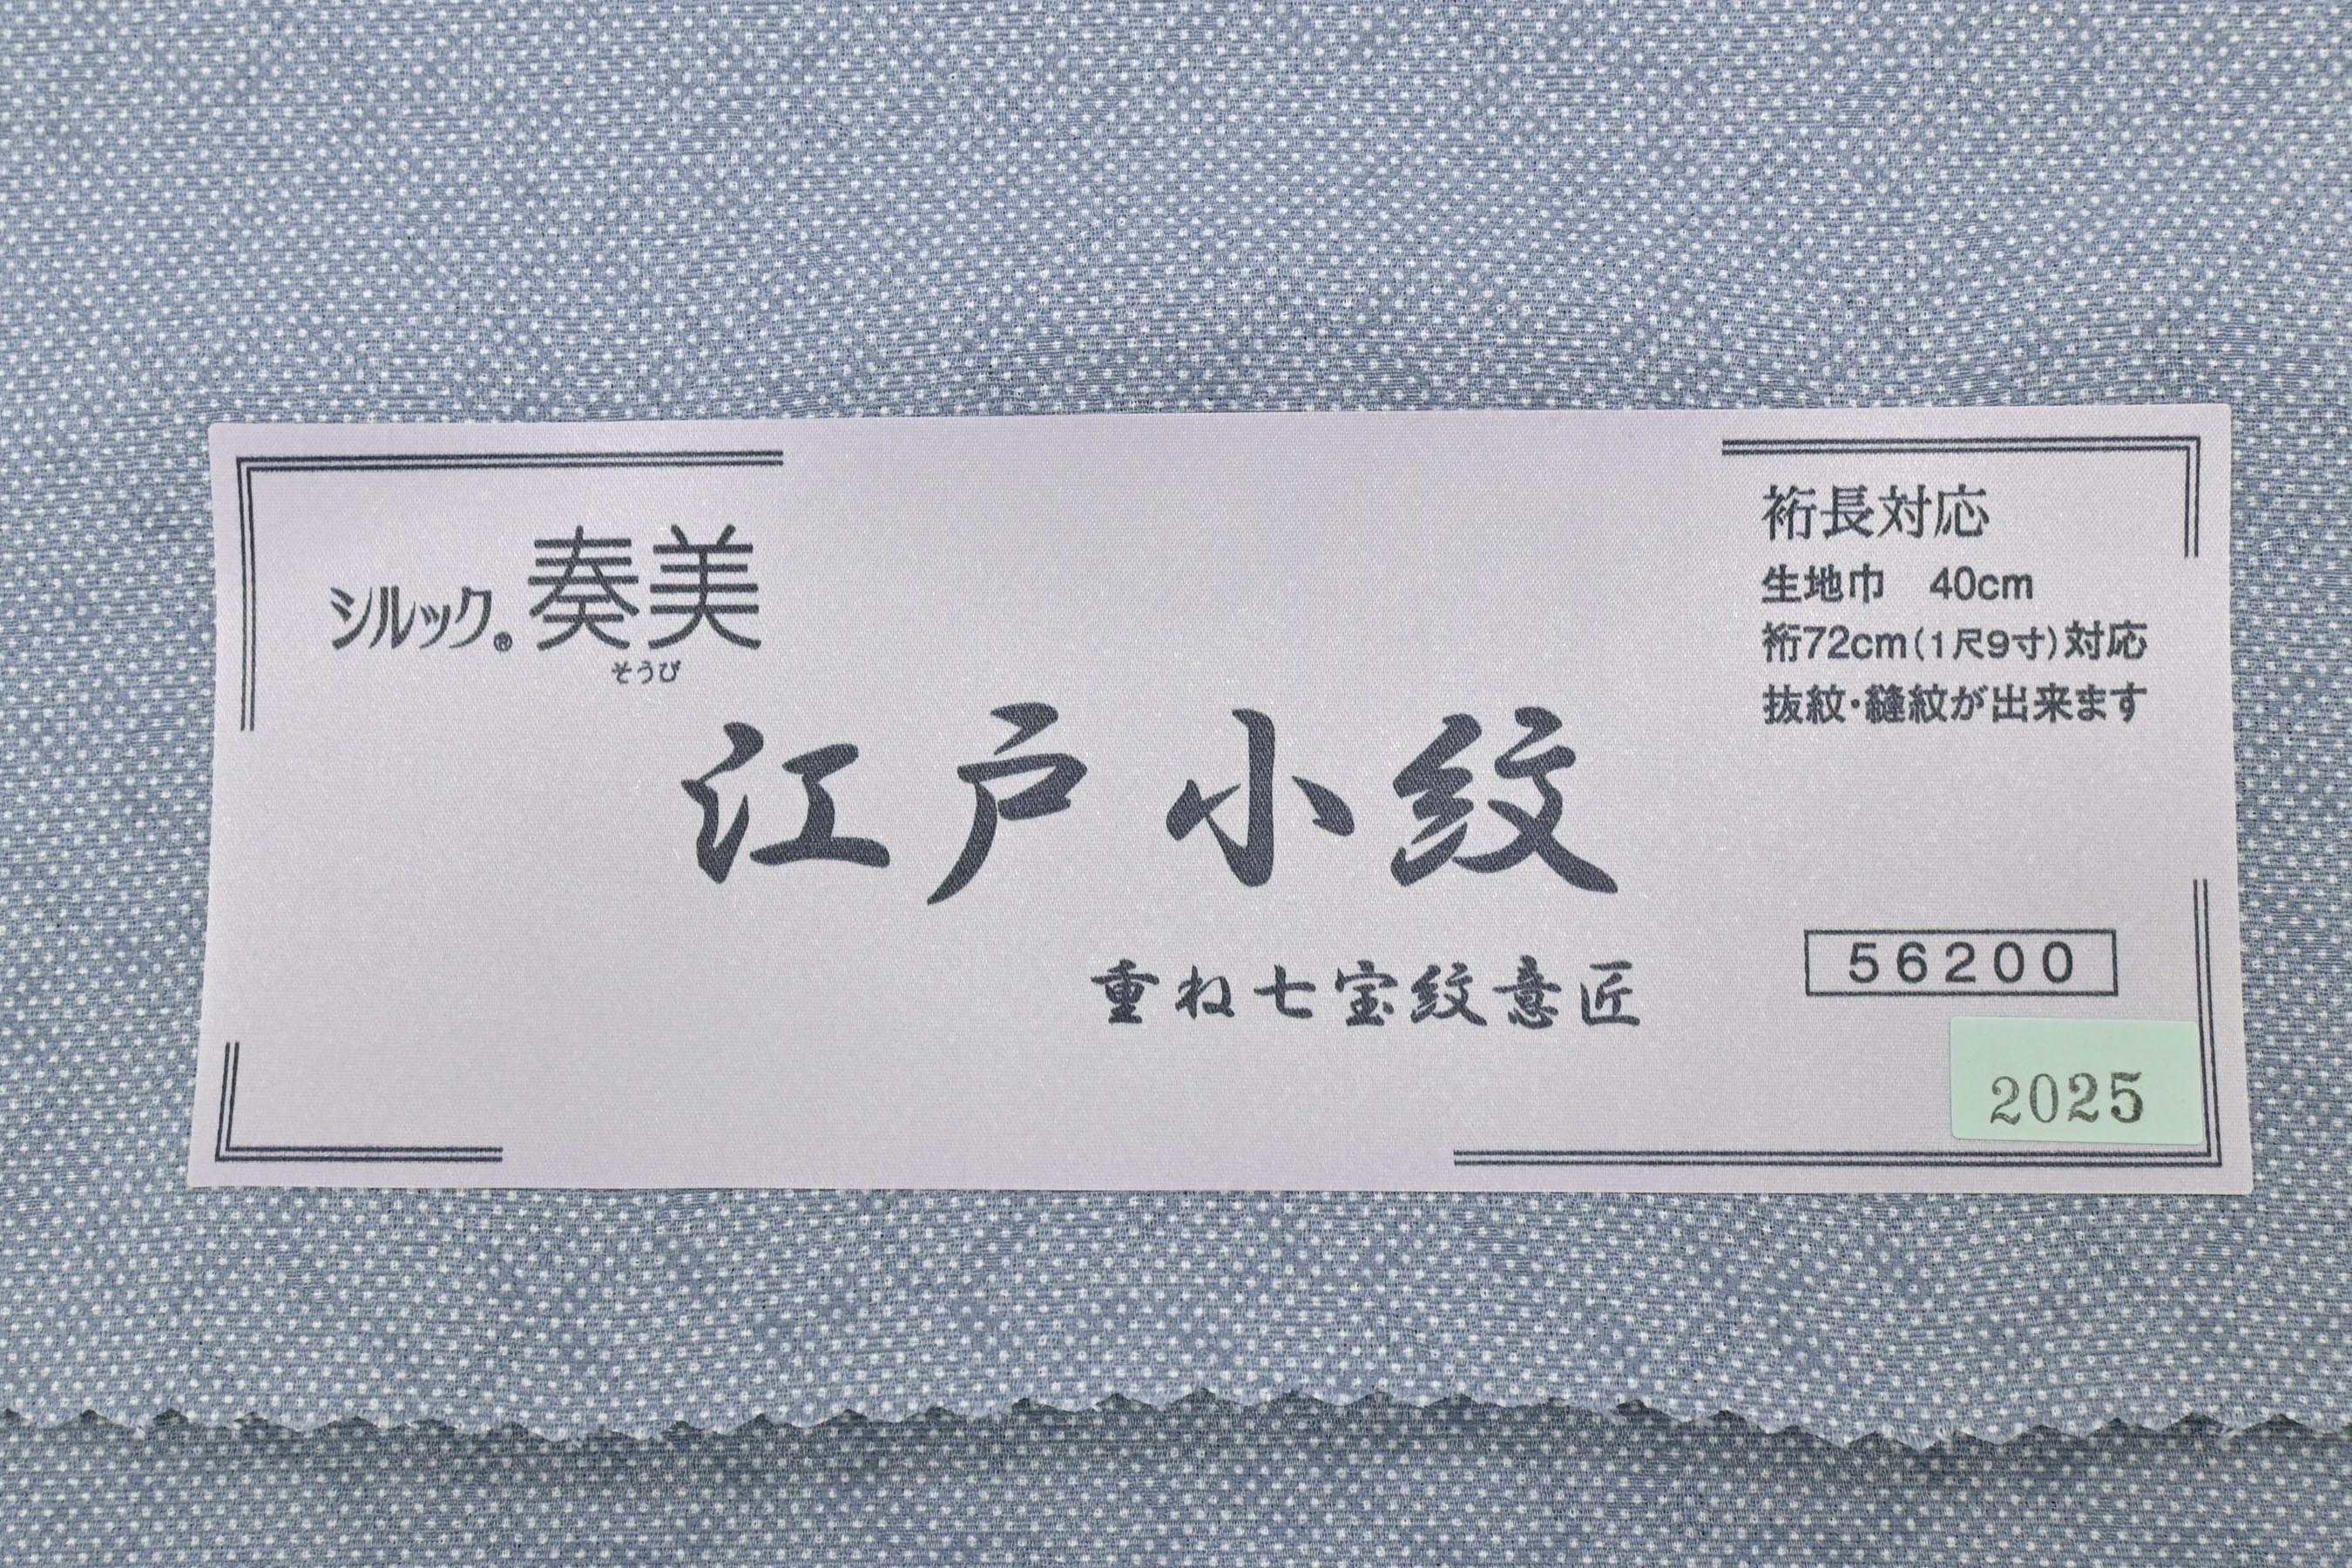 シルック® 奏美
そうび
江戸小紋
重ね七宝紋意匠
裄長対応
生地巾　40cm
裄72cm(1尺9寸)対応
抜紋・縫紋が出来ます
56200
2025